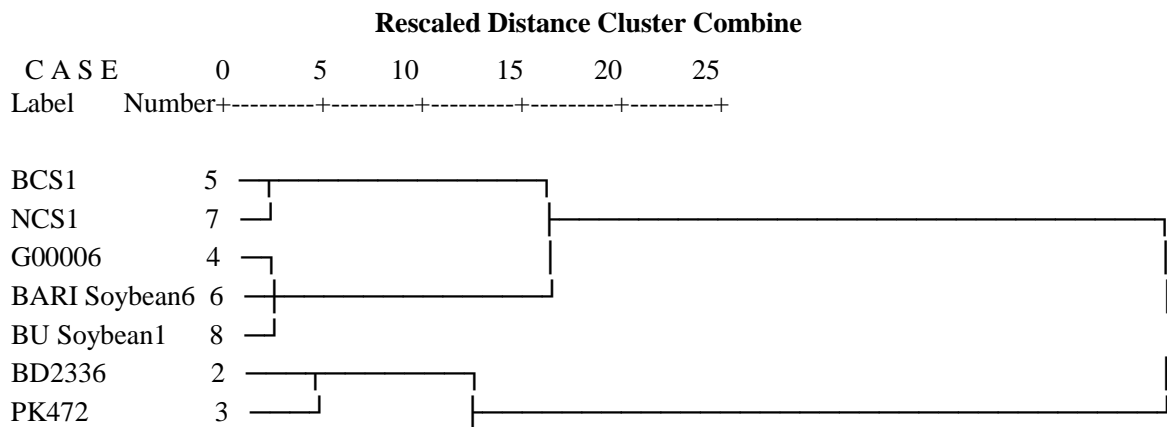 Rescaled Distance Cluster Combine
C A S E 0 5 10 15 20 25
Label Number+---------+---------+---------+---------+---------+
BCS1 5
NCS1 7
G00006 4
BARI Soybean6 6
BU Soybean1 8
BD2336 2
PK472 3